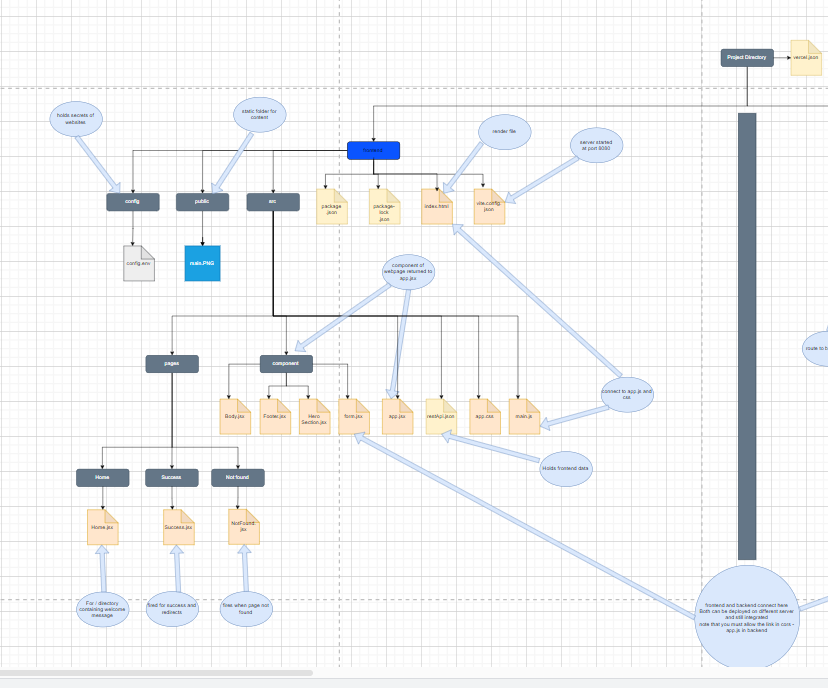 Project Directory
vercel.json
holds secrets of
websites
static folder for
content
render file
server started
at port 8080
frontend
config
public
src
package
.json
package-
lock
.json
index.html
vite.config.
json
config.env
main.PNG
component of
webpage returned to
app.jsx
route to b
pages
component
connect to app.js and
css
Body.jsx
Footer.jsx
Hero
Section.jsx
form.jsx
app.jsx
restApi.json
app.css
main.js
Holds frontend data
Home
Success
Not found
Home.jsx
Success.jsx
NotFound.
jsx
For / directory
containing welcome
message
fired for success and
redirects
fires when page not
found
frontend and backend connect here
Both can be deployed on different server
and still integrated
note that you must allow the link in cors -
app.js in backend